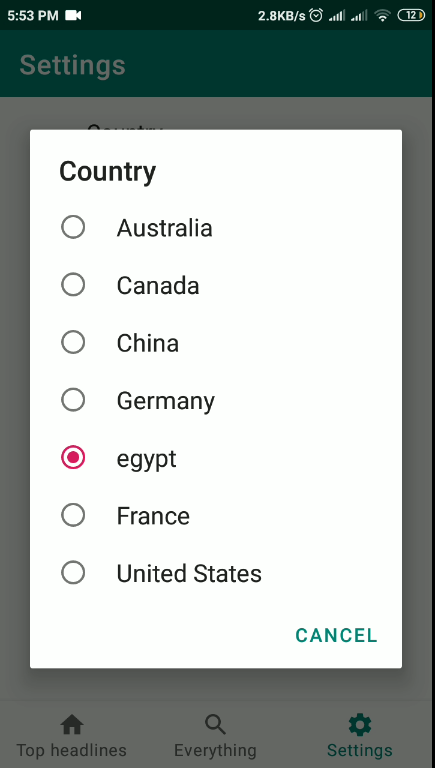 5:53 PM 2.8KB/s 12
Settings
Country
Country
Australia
Canada
China
Germany
egypt
France
United States
CANCEL
Top headlines Everything Settings